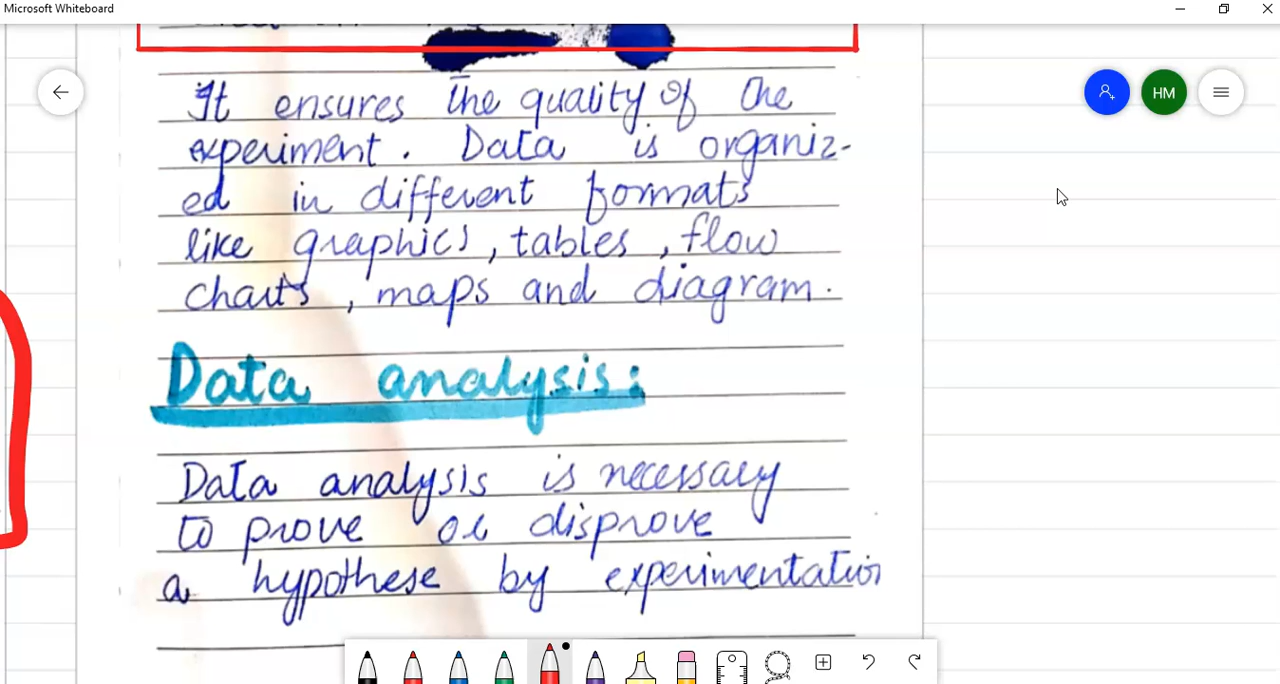 Microsoft Whiteboard
HM
It ensures the quality of the
experiment. Data is organiz-
ed in different formats
like graphics, tables, flow
charts, maps and diagram.
Data analysis:
Data analysis is necessary
to prove or disprove
a hypothese by experimentation